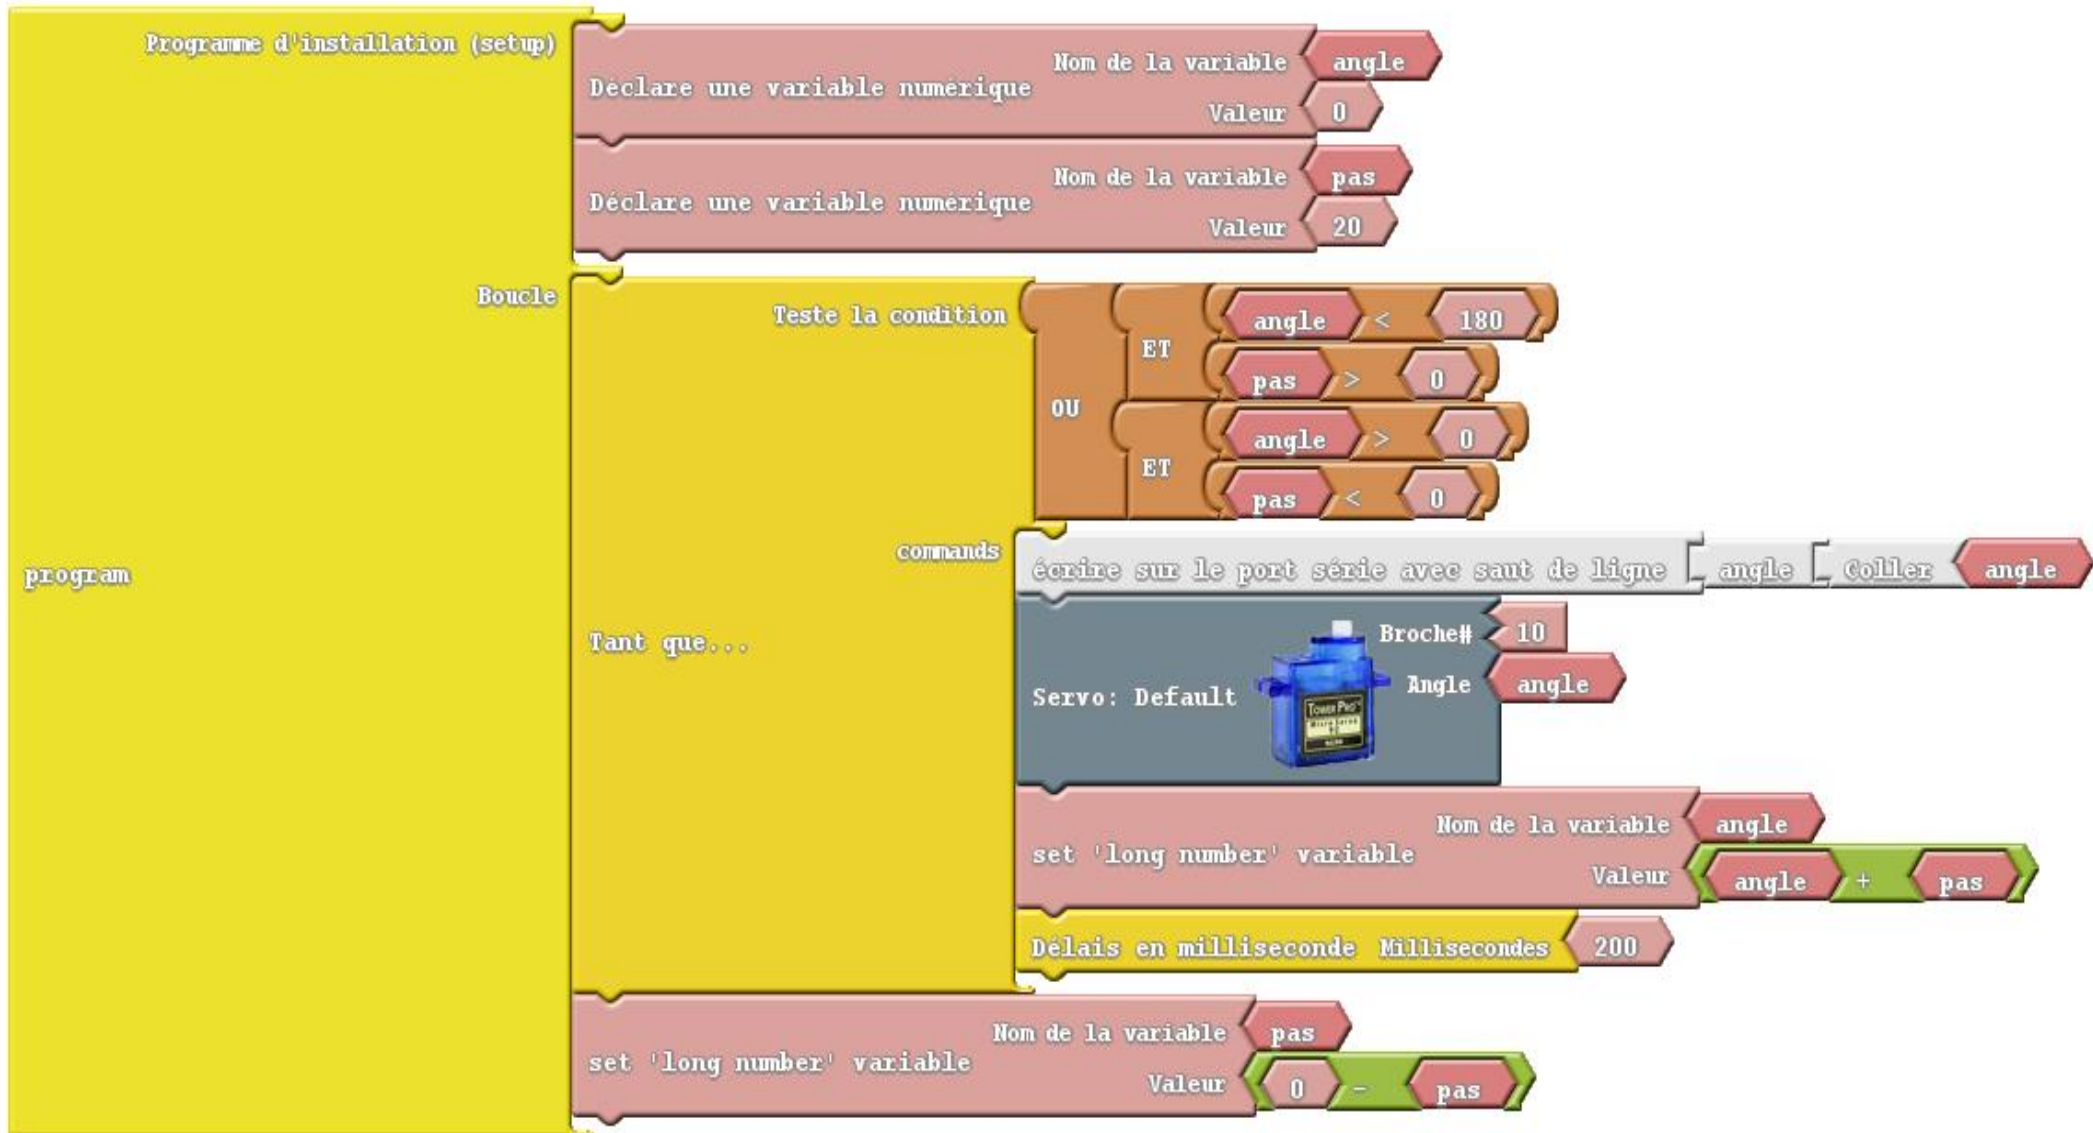 Programme d'installation (setup)
Déclare une variable numérique
Nom de la variable angle
Valeur 0
Déclare une variable numérique
Nom de la variable pas
Valeur 20
Boucle
Teste la condition
OU
ET
angle < 180
pas > 0
ET
angle > 0
pas < 0
program
Tant que...
commands
écrire sur le port série avec saut de ligne angle Coller angle
Servo: Default
Broche# 10
Angle angle
TOWER PRO
set 'long number' variable
Nom de la variable angle
Valeur angle + pas
Délais en milliseconde Millisecondes 200
set 'long number' variable
Nom de la variable pas
Valeur 0 - pas